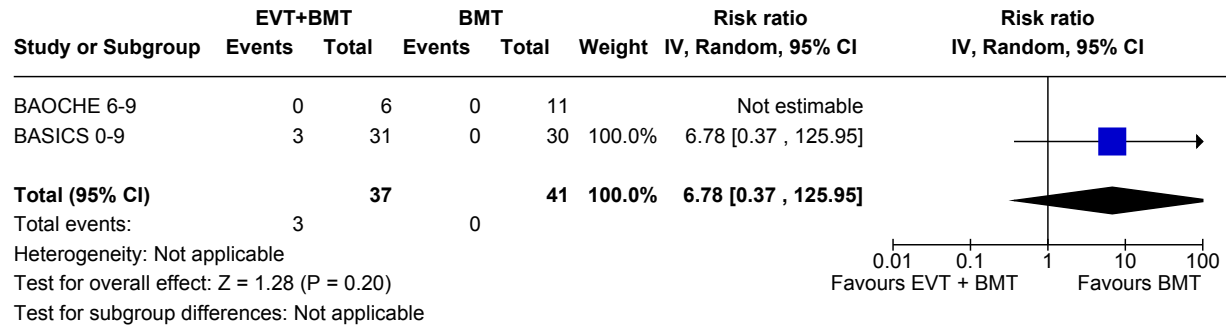 EVT+BMT BMT Risk ratio Risk ratio
Study or Subgroup Events Total Events Total Weight IV, Random, 95% CI IV, Random, 95% CI
BAOCHE 6-9 0 6 0 11 Not estimable
BASICS 0-9 3 31 0 30 100.0% 6.78 [0.37 , 125.95]
Total (95% CI) 37 41 100.0% 6.78 [0.37 , 125.95]
Total events: 3 0
Heterogeneity: Not applicable
0.01 0.1 1 10 100
Test for overall effect: Z = 1.28 (P = 0.20) Favours EVT + BMT Favours BMT
Test for subgroup differences: Not applicable